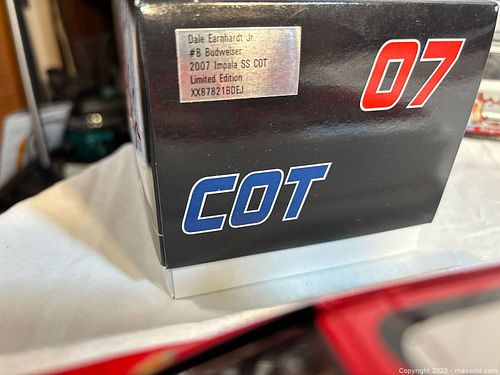 Dale Earnhardt Jr.
#8 Budweiser
2007 Impala SS COT
Limited Edition
XX87821BDEJ
07
COT
Copyright 2025 - maxsold.com